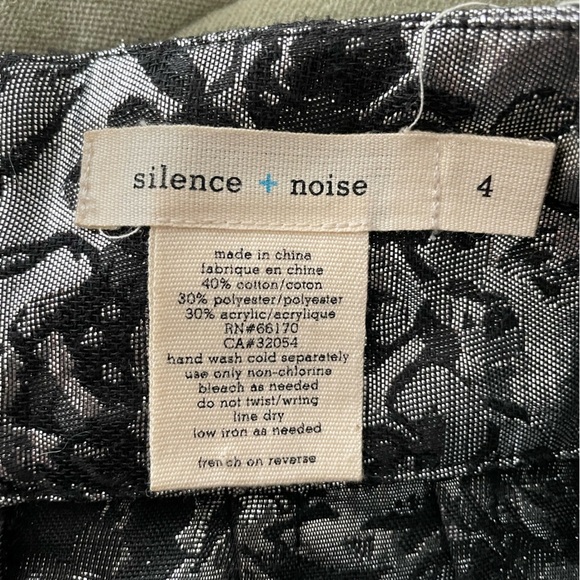 silence + noise 4
made in china
fabrique en chine
40% cotton/coton
30% polyester/polyester
30% acrylic/acrylique
RN#66170
CA#32054
hand wash cold separately
use only non-chlorine
bleach as needed
do not twist/wring
line dry
low iron as needed
french on reverse